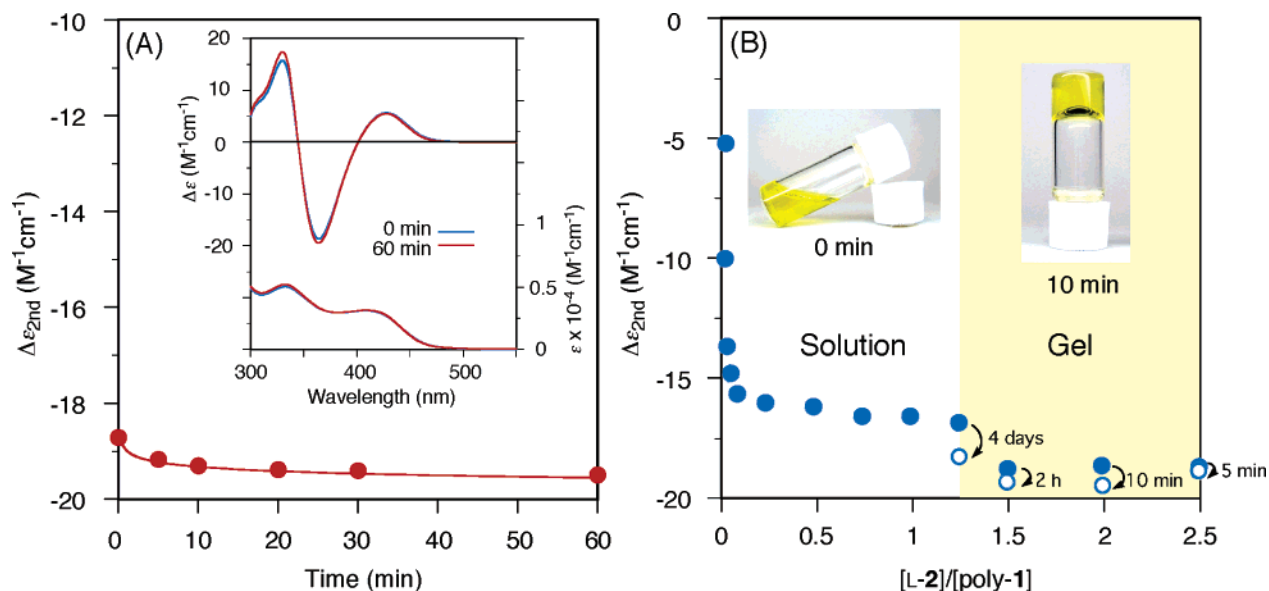 (A)
-10
-12
-14
-16
-18
-20
Δε2nd (M-1cm-1)
0 10 20 30 40 50 60
Time (min)
20
10
0
-10
-20
Δε (M-1cm-1)
0 min
60 min
1
0.5
0
ε x 10-4 (M-1cm-1)
300 400 500
Wavelength (nm)
(B)
0
-5
-10
-15
-20
Δε2nd (M-1cm-1)
0 min
10 min
Solution Gel
4 days
2 h
10 min
5 min
0 0.5 1 1.5 2 2.5
[L-2]/[poly-1]